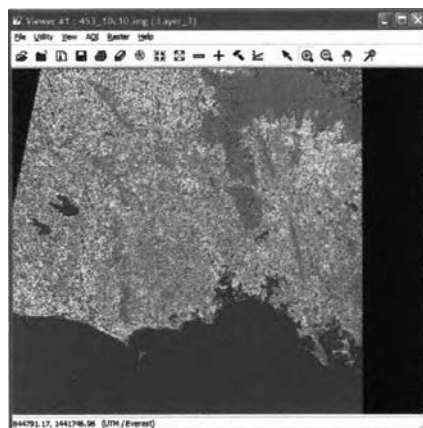 Viewer #1 : 453_10c10.img (:Layer_1)
File Utility View AOI Raster Help
844791.17, 1441746.96 (UTM / Everest)